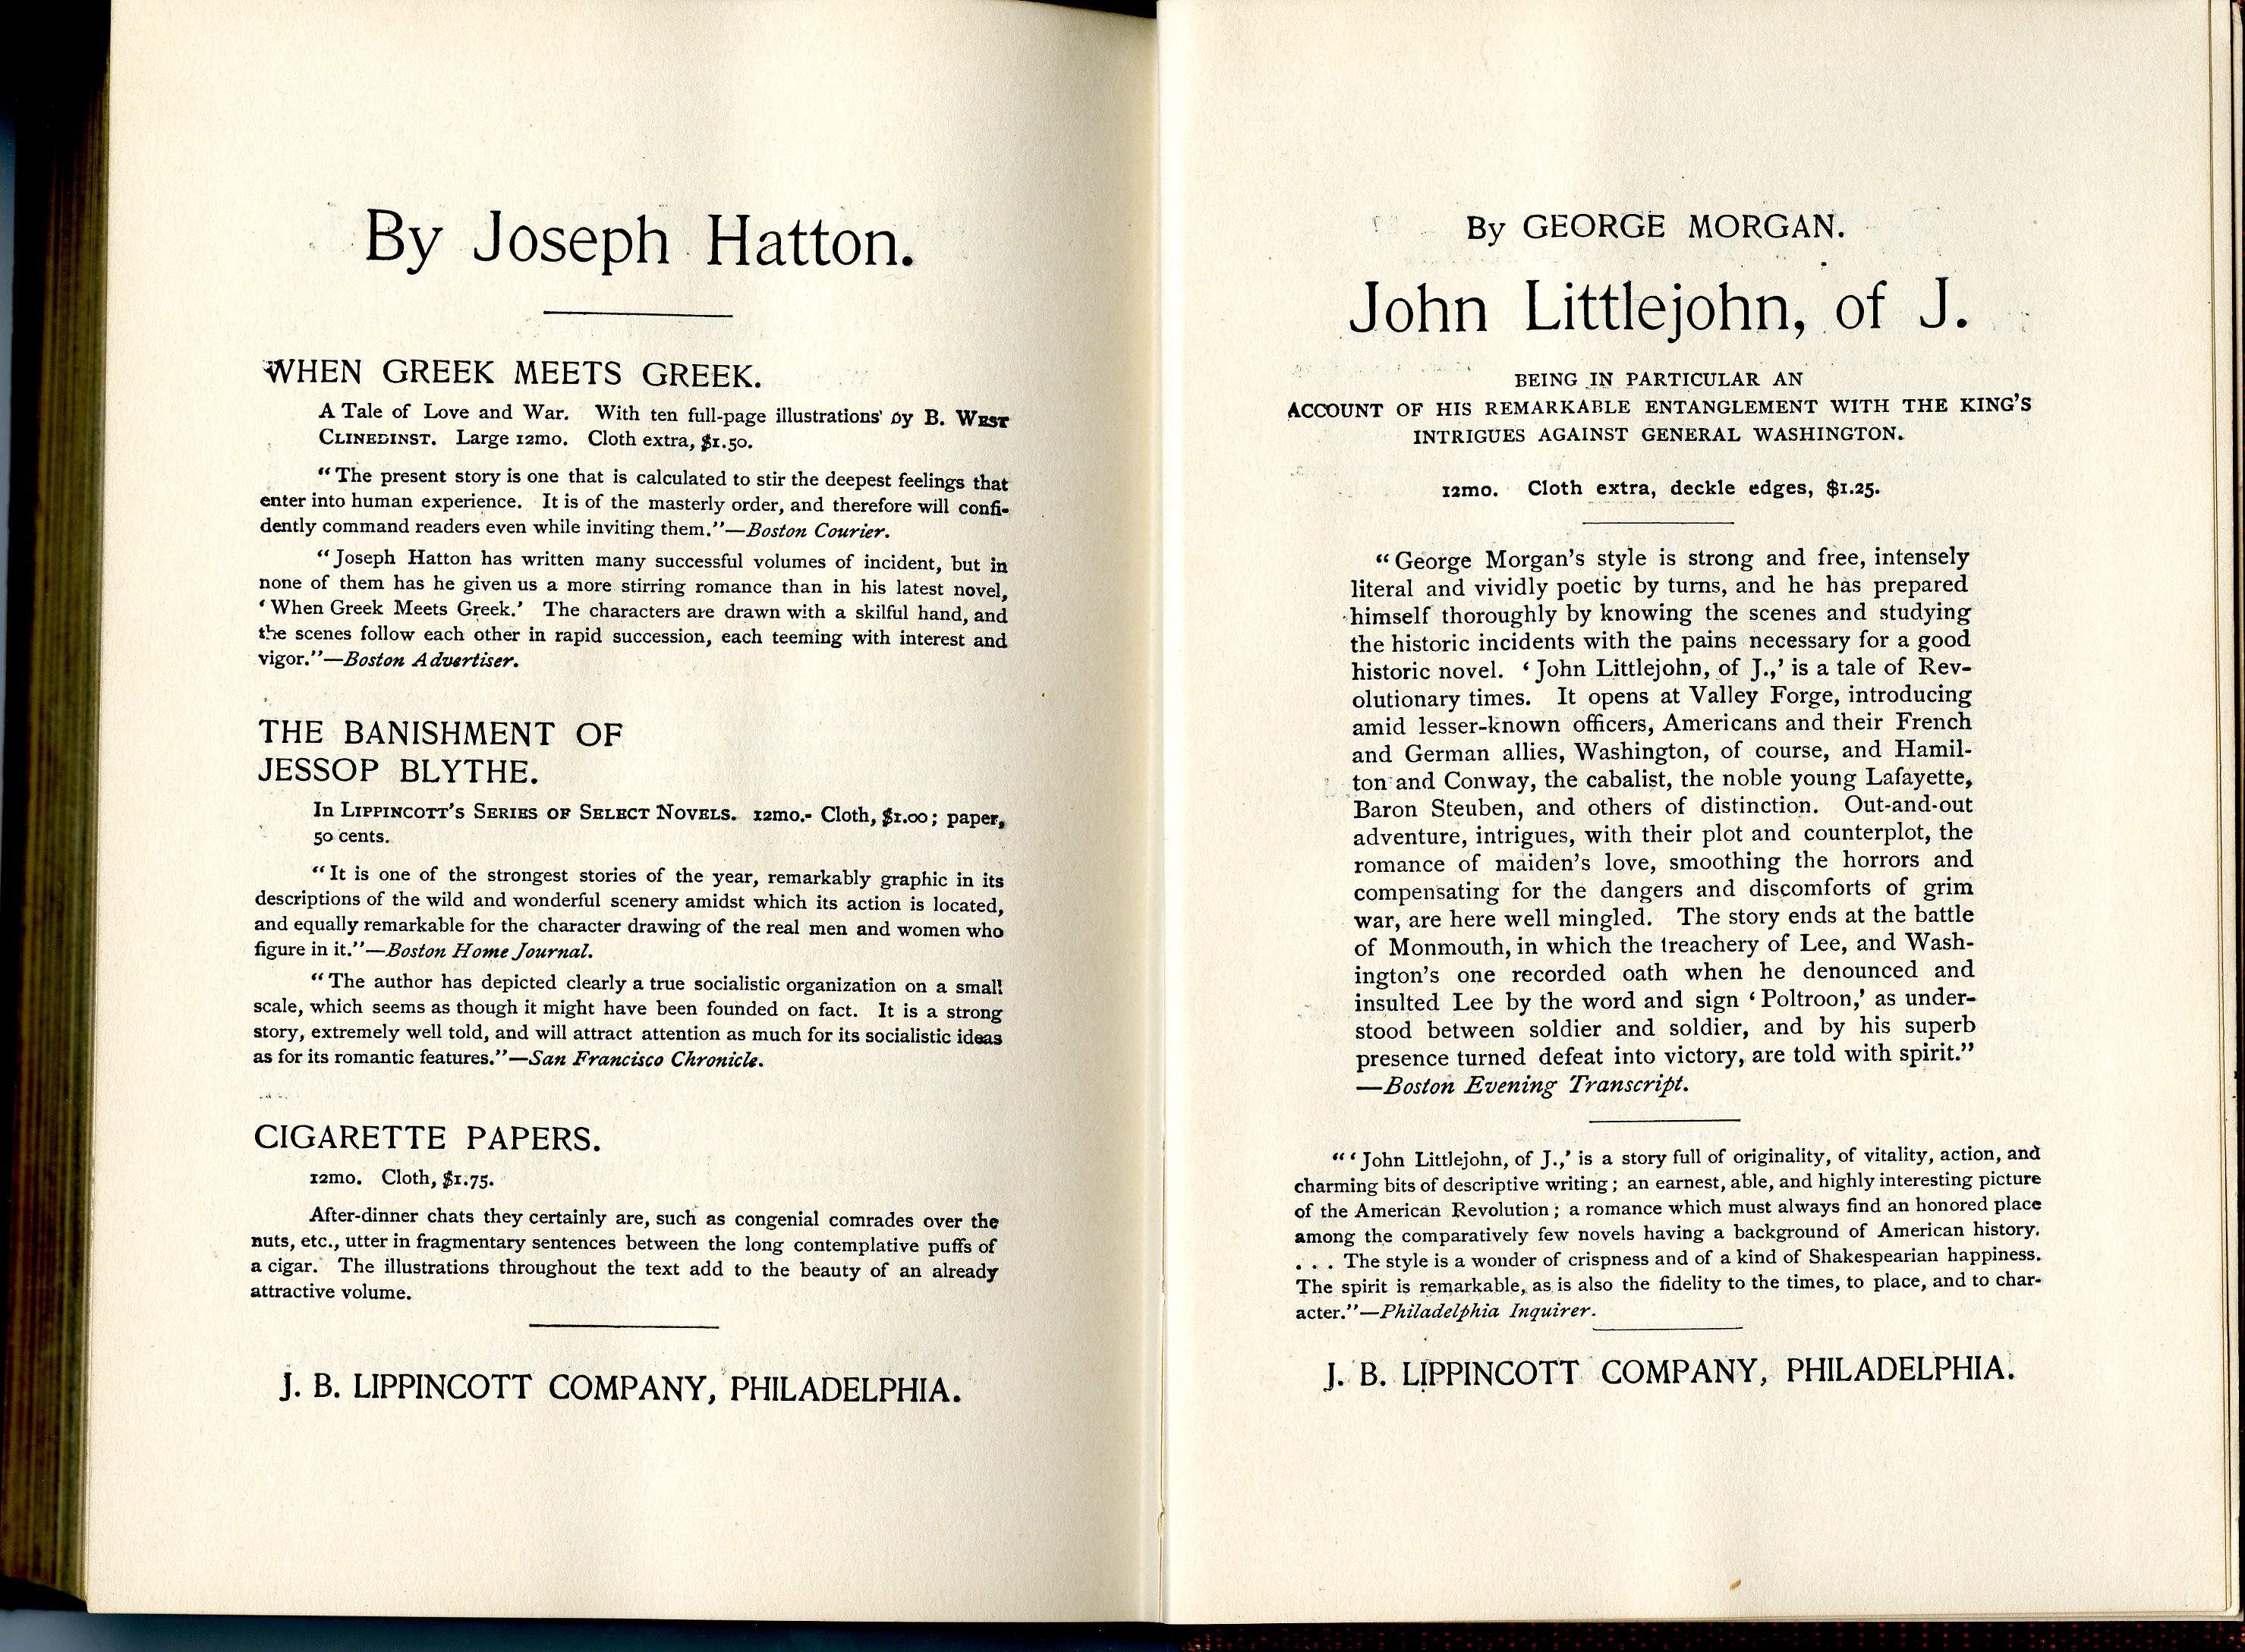 By Joseph Hatton.
WHEN GREEK MEETS GREEK.
A Tale of Love and War. With ten full-page illustrations by B. WEST
CLINEDINST. Large 12mo. Cloth extra, $1.50.
“The present story is one that is calculated to stir the deepest feelings that
enter into human experience. It is of the masterly order, and therefore will confi-
dently command readers even while inviting them.”—Boston Courier.
“Joseph Hatton has written many successful volumes of incident, but in
none of them has he given us a more stirring romance than in his latest novel,
‘When Greek Meets Greek.’ The characters are drawn with a skilful hand, and
the scenes follow each other in rapid succession, each teeming with interest and
vigor.”—Boston Advertiser.
THE BANISHMENT OF
JESSOP BLYTHE.
In LIPPINCOTT’S SERIES OF SELECT NOVELS. 12mo. Cloth, $1.00; paper,
50 cents.
“It is one of the strongest stories of the year, remarkably graphic in its
descriptions of the wild and wonderful scenery amidst which its action is located,
and equally remarkable for the character drawing of the real men and women who
figure in it.”—Boston Home Journal.
“The author has depicted clearly a true socialistic organization on a small
scale, which seems as though it might have been founded on fact. It is a strong
story, extremely well told, and will attract attention as much for its socialistic ideas
as for its romantic features.”—San Francisco Chronicle.
CIGARETTE PAPERS.
12mo. Cloth, $1.75.
After-dinner chats they certainly are, such as congenial comrades over the
nuts, etc., utter in fragmentary sentences between the long contemplative puffs of
a cigar. The illustrations throughout the text add to the beauty of an already
attractive volume.
J. B. LIPPINCOTT COMPANY, PHILADELPHIA.
By GEORGE MORGAN.
John Littlejohn, of J.
BEING IN PARTICULAR AN
ACCOUNT OF HIS REMARKABLE ENTANGLEMENT WITH THE KING’S
INTRIGUES AGAINST GENERAL WASHINGTON.
12mo. Cloth extra, deckle edges, $1.25.
“George Morgan’s style is strong and free, intensely
literal and vividly poetic by turns, and he has prepared
himself thoroughly by knowing the scenes and studying
the historic incidents with the pains necessary for a good
historic novel. ‘John Littlejohn, of J.,’ is a tale of Rev-
olutionary times. It opens at Valley Forge, introducing
amid lesser-known officers, Americans and their French
and German allies, Washington, of course, and Hamil-
ton and Conway, the cabalist, the noble young Lafayette,
Baron Steuben, and others of distinction. Out-and-out
adventure, intrigues, with their plot and counterplot, the
romance of maiden’s love, smoothing the horrors and
compensating for the dangers and discomforts of grim
war, are here well mingled. The story ends at the battle
of Monmouth, in which the treachery of Lee, and Wash-
ington’s one recorded oath when he denounced and
insulted Lee by the word and sign ‘Poltroon,’ as under-
stood between soldier and soldier, and by his superb
presence turned defeat into victory, are told with spirit.”
—Boston Evening Transcript.
“‘John Littlejohn, of J.,’ is a story full of originality, of vitality, action, and
charming bits of descriptive writing; an earnest, able, and highly interesting picture
of the American Revolution; a romance which must always find an honored place
among the comparatively few novels having a background of American history.
. . . The style is a wonder of crispness and of a kind of Shakespearian happiness.
The spirit is remarkable, as is also the fidelity to the times, to place, and to char-
acter.”—Philadelphia Inquirer.
J. B. LIPPINCOTT COMPANY, PHILADELPHIA.